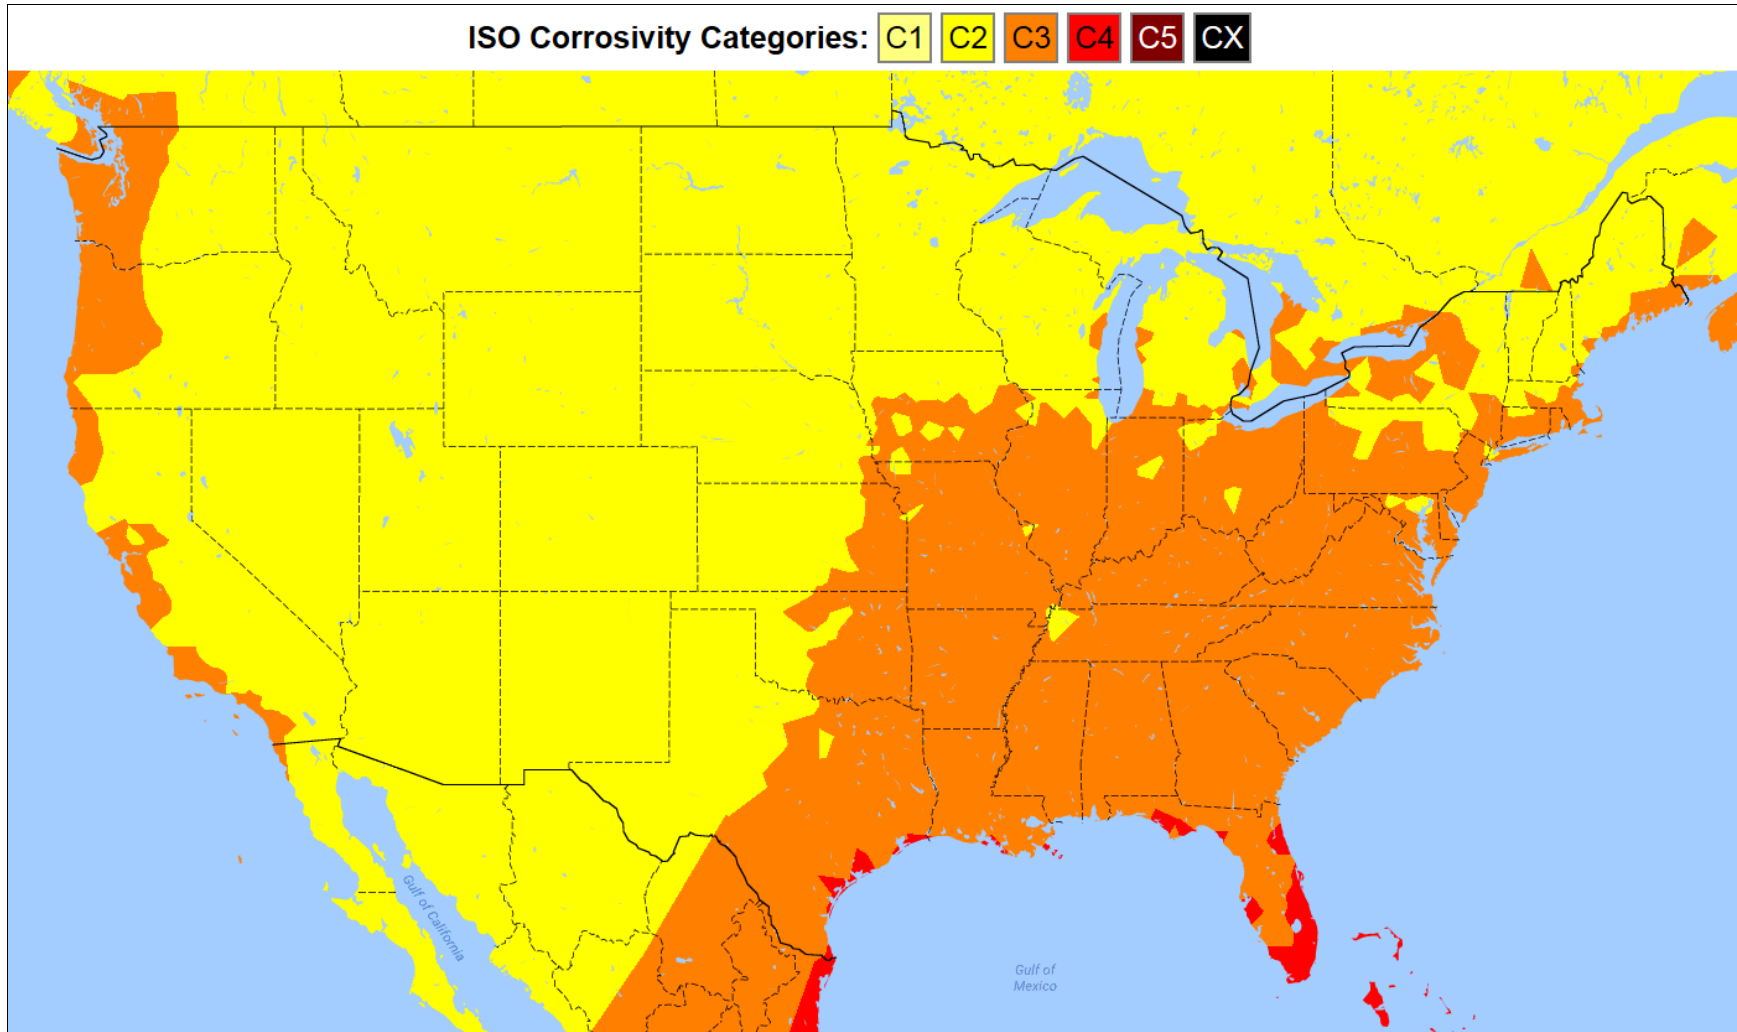 ISO Corrosivity Categories: C1 C2 C3 C4 C5 CX
Gulf of California
Gulf of
Mexico